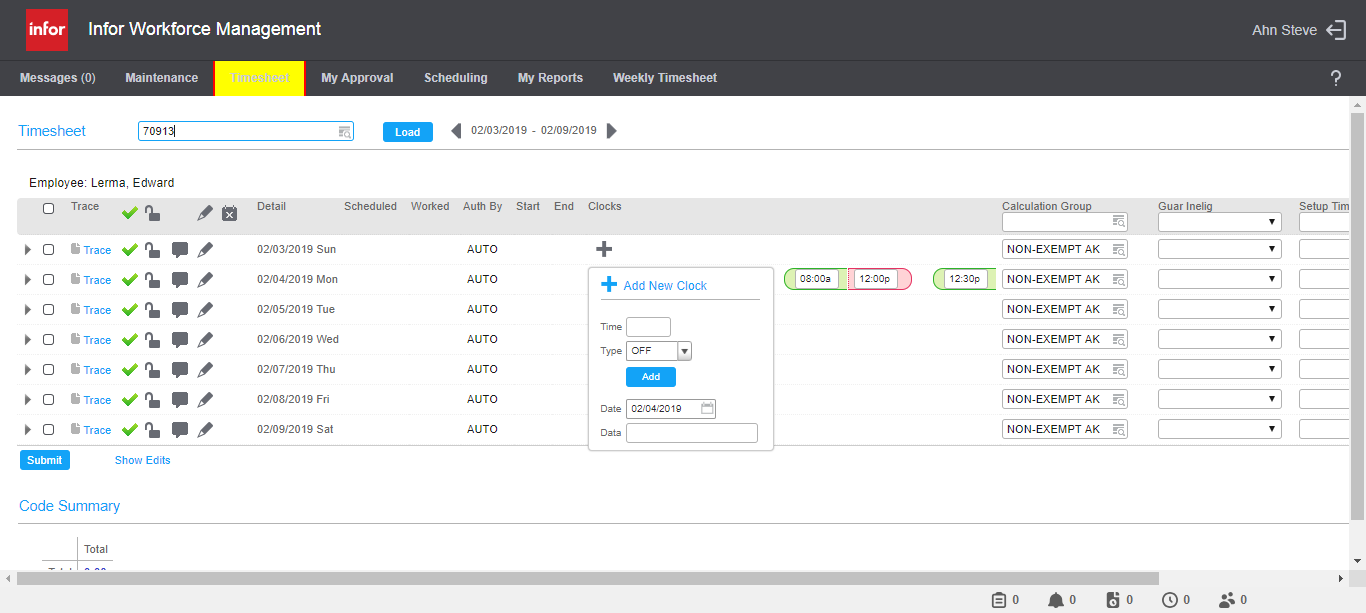 infor Infor Workforce Management Ahn Steve
Messages (0) Maintenance Timesheet My Approval Scheduling My Reports Weekly Timesheet ?
Timesheet 70913 Load 02/03/2019 - 02/09/2019
Employee: Lerma, Edward
Trace Detail Scheduled Worked Auth By Start End Clocks Calculation Group Guar Inelig Setup Tim
Trace 02/03/2019 Sun AUTO NON-EXEMPT AK
Trace 02/04/2019 Mon AUTO 08:00a 12:00p 12:30p NON-EXEMPT AK
Trace 02/05/2019 Tue AUTO NON-EXEMPT AK
Trace 02/06/2019 Wed AUTO NON-EXEMPT AK
Trace 02/07/2019 Thu AUTO NON-EXEMPT AK
Trace 02/08/2019 Fri AUTO NON-EXEMPT AK
Trace 02/09/2019 Sat AUTO NON-EXEMPT AK
Add New Clock
Time
Type OFF
Add
Date 02/04/2019
Data
Submit Show Edits
Code Summary
Total
0 0 0 0 0